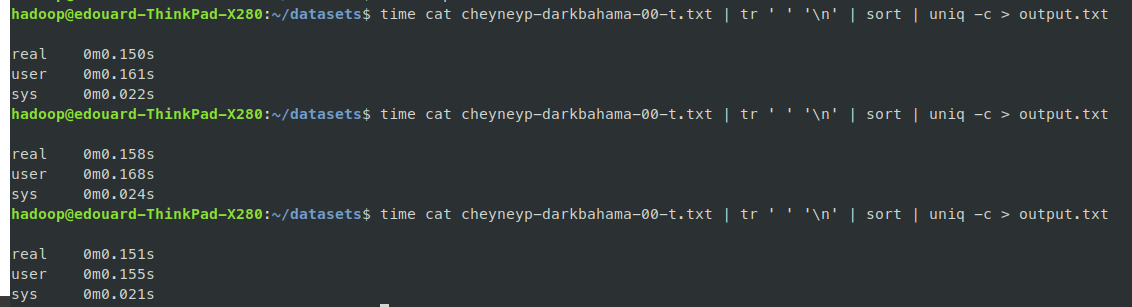 hadoop@edouard-ThinkPad-X280:~/datasets$ time cat cheyneyp-darkbahama-00-t.txt | tr ' ' '\n' | sort | uniq -c > output.txt
real 0m0.150s
user 0m0.161s
sys 0m0.022s
hadoop@edouard-ThinkPad-X280:~/datasets$ time cat cheyneyp-darkbahama-00-t.txt | tr ' ' '\n' | sort | uniq -c > output.txt
real 0m0.158s
user 0m0.168s
sys 0m0.024s
hadoop@edouard-ThinkPad-X280:~/datasets$ time cat cheyneyp-darkbahama-00-t.txt | tr ' ' '\n' | sort | uniq -c > output.txt
real 0m0.151s
user 0m0.155s
sys 0m0.021s